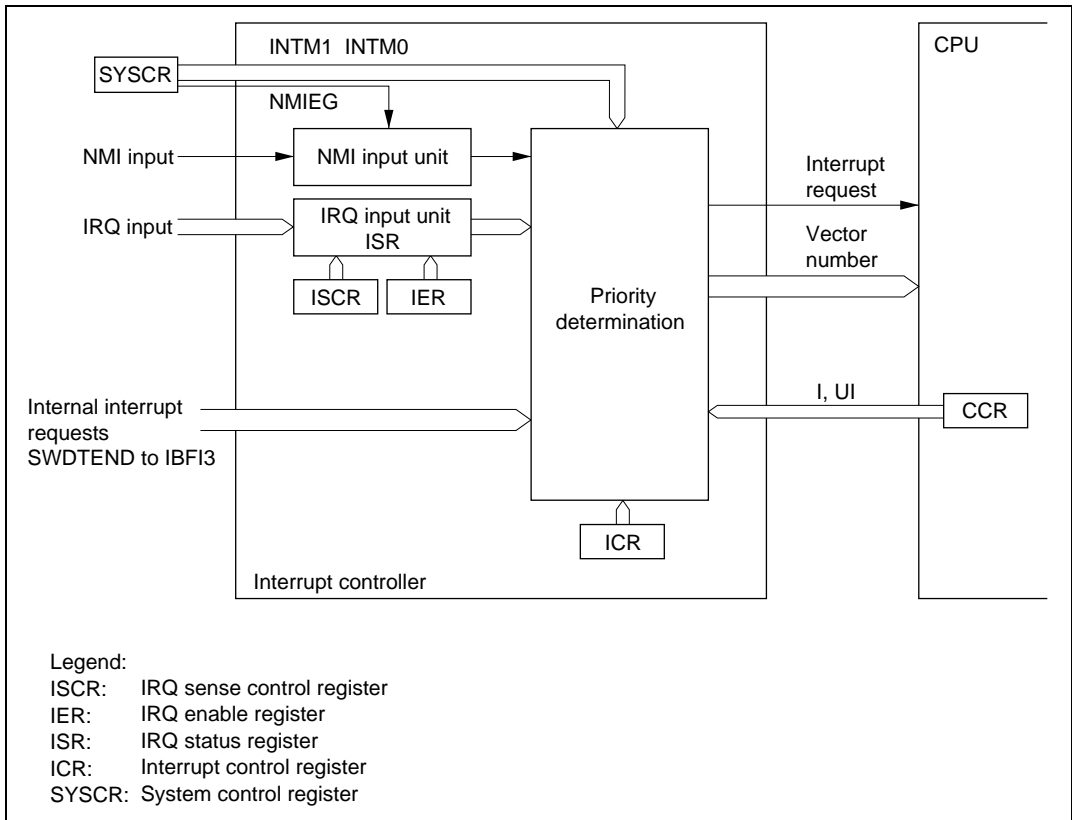 INTM1 INTM0
CPU
SYSCR
NMIEG
NMI input
NMI input unit
Interrupt
request
IRQ input
IRQ input unit
ISR
Vector
number
ISCR
IER
Priority
determination
Internal interrupt
requests
SWDTEND to IBFI3
I, UI
CCR
ICR
Interrupt controller
Legend:
ISCR: IRQ sense control register
IER: IRQ enable register
ISR: IRQ status register
ICR: Interrupt control register
SYSCR: System control register